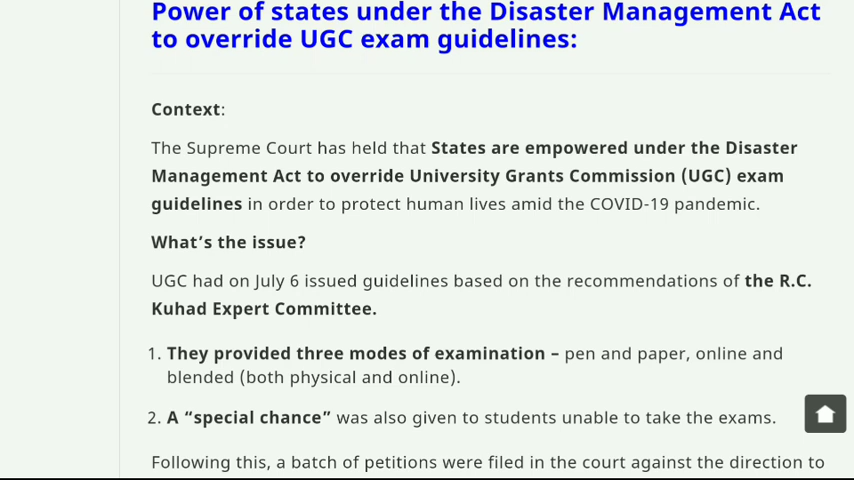 Power of states under the Disaster Management Act
to override UGC exam guidelines:
Context:
The Supreme Court has held that States are empowered under the Disaster
Management Act to override University Grants Commission (UGC) exam
guidelines in order to protect human lives amid the COVID-19 pandemic.
What’s the issue?
UGC had on July 6 issued guidelines based on the recommendations of the R.C.
Kuhad Expert Committee.
1. They provided three modes of examination – pen and paper, online and
blended (both physical and online).
2. A “special chance” was also given to students unable to take the exams.
Following this, a batch of petitions were filed in the court against the direction to